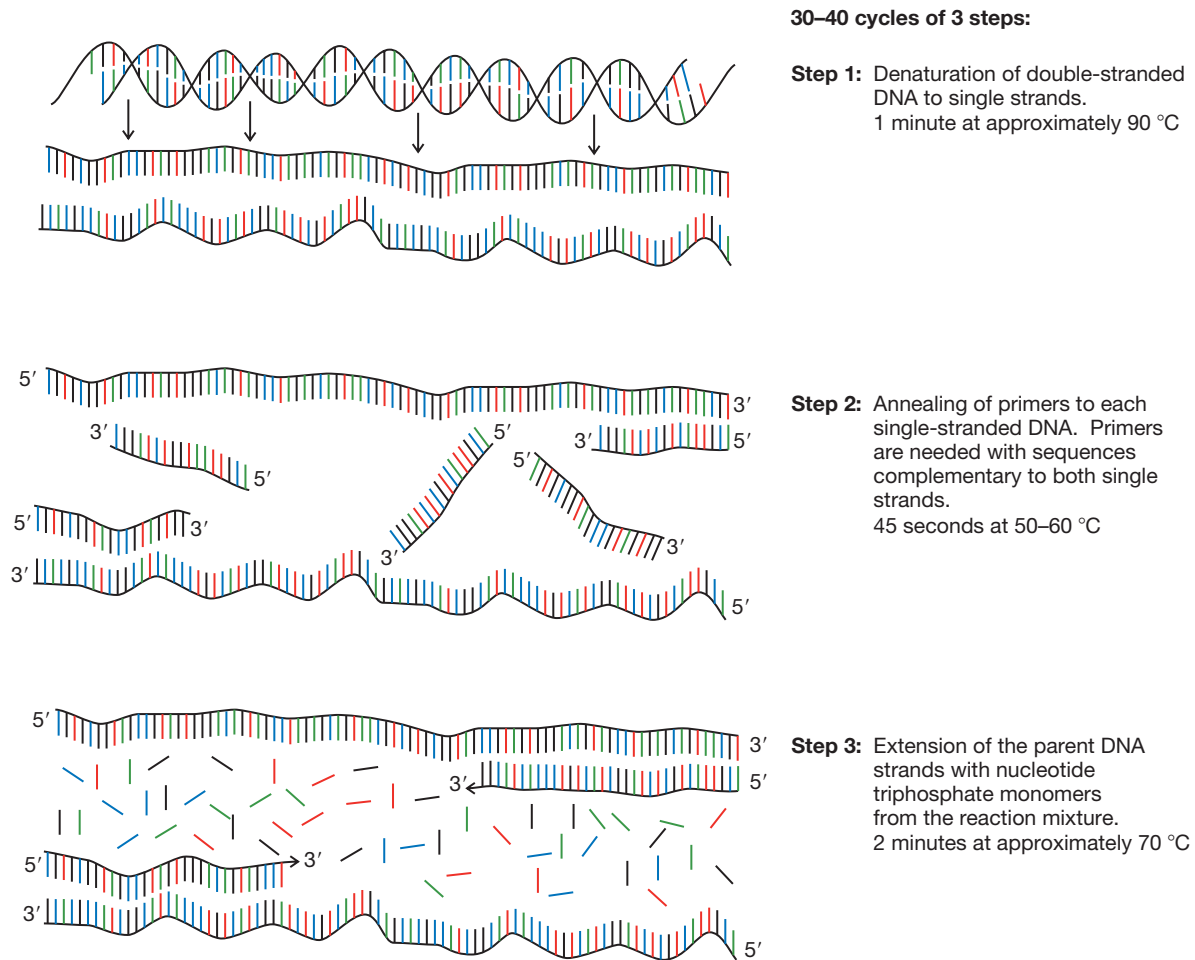 30–40 cycles of 3 steps:
Step 1: Denaturation of double-stranded
DNA to single strands.
1 minute at approximately 90 °C
5′
3′
Step 2: Annealing of primers to each
single-stranded DNA. Primers
are needed with sequences
complementary to both single
strands.
45 seconds at 50–60 °C
3′
5′
5′
5′
3′
5′
5′
3′
3′
3′
3′
5′
5′
3′
Step 3: Extension of the parent DNA
strands with nucleotide
triphosphate monomers
from the reaction mixture.
2 minutes at approximately 70 °C
3′
5′
5′
3′
3′
5′